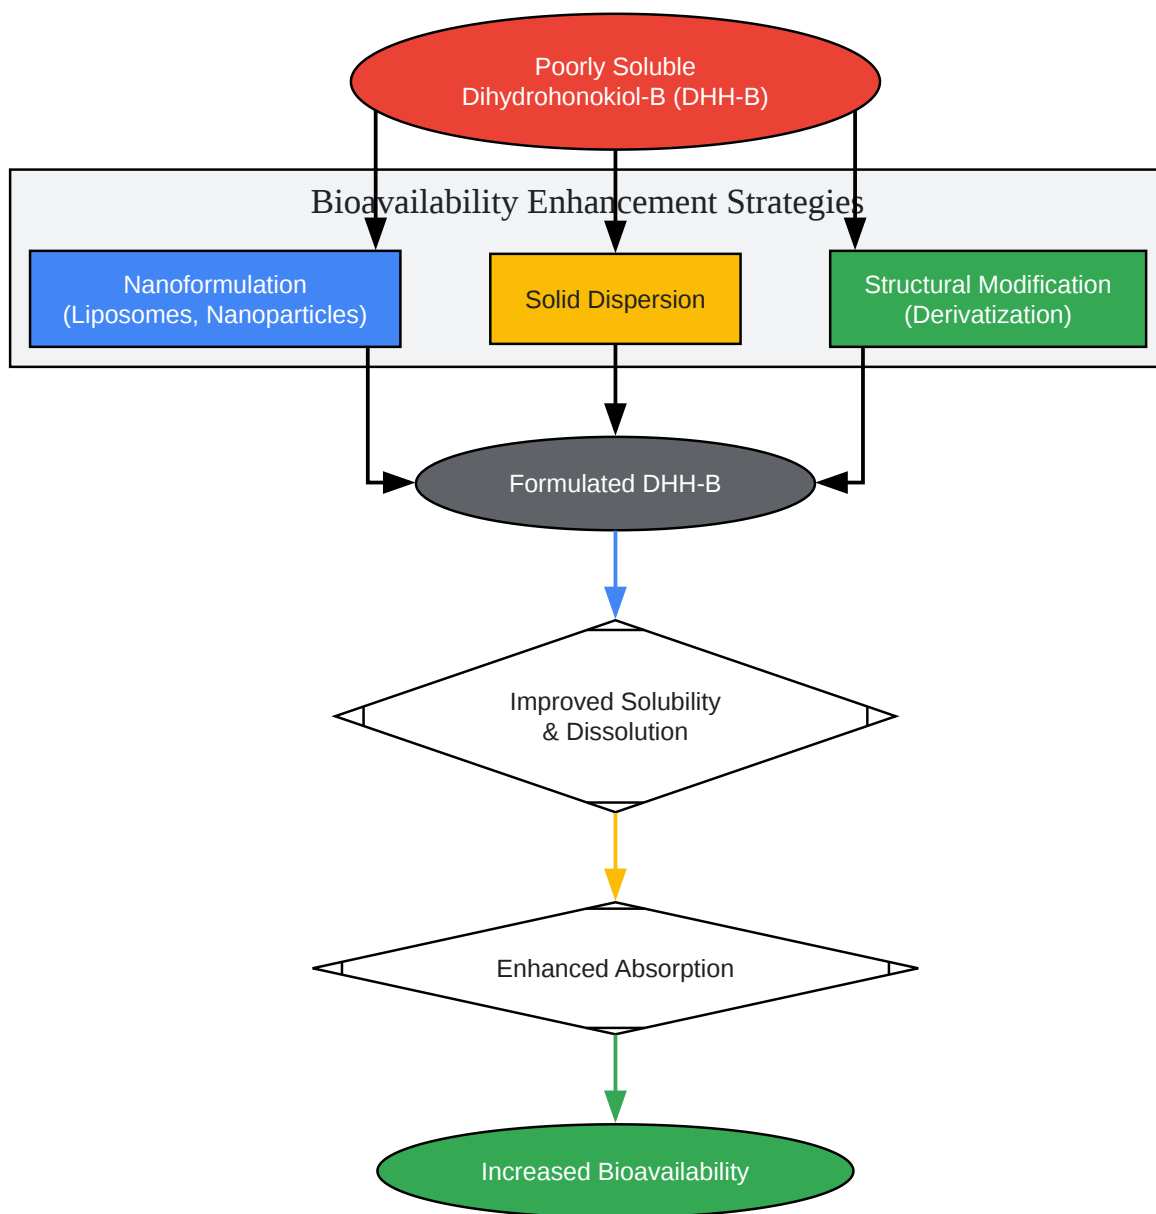 Poorly Soluble
Dihydrohonokiol-B (DHH-B)
Bioavailability Enhancement Strategies
Nanoformulation
(Liposomes, Nanoparticles)
Solid Dispersion
Structural Modification
(Derivatization)
Formulated DHH-B
Improved Solubility
& Dissolution
Enhanced Absorption
Increased Bioavailability